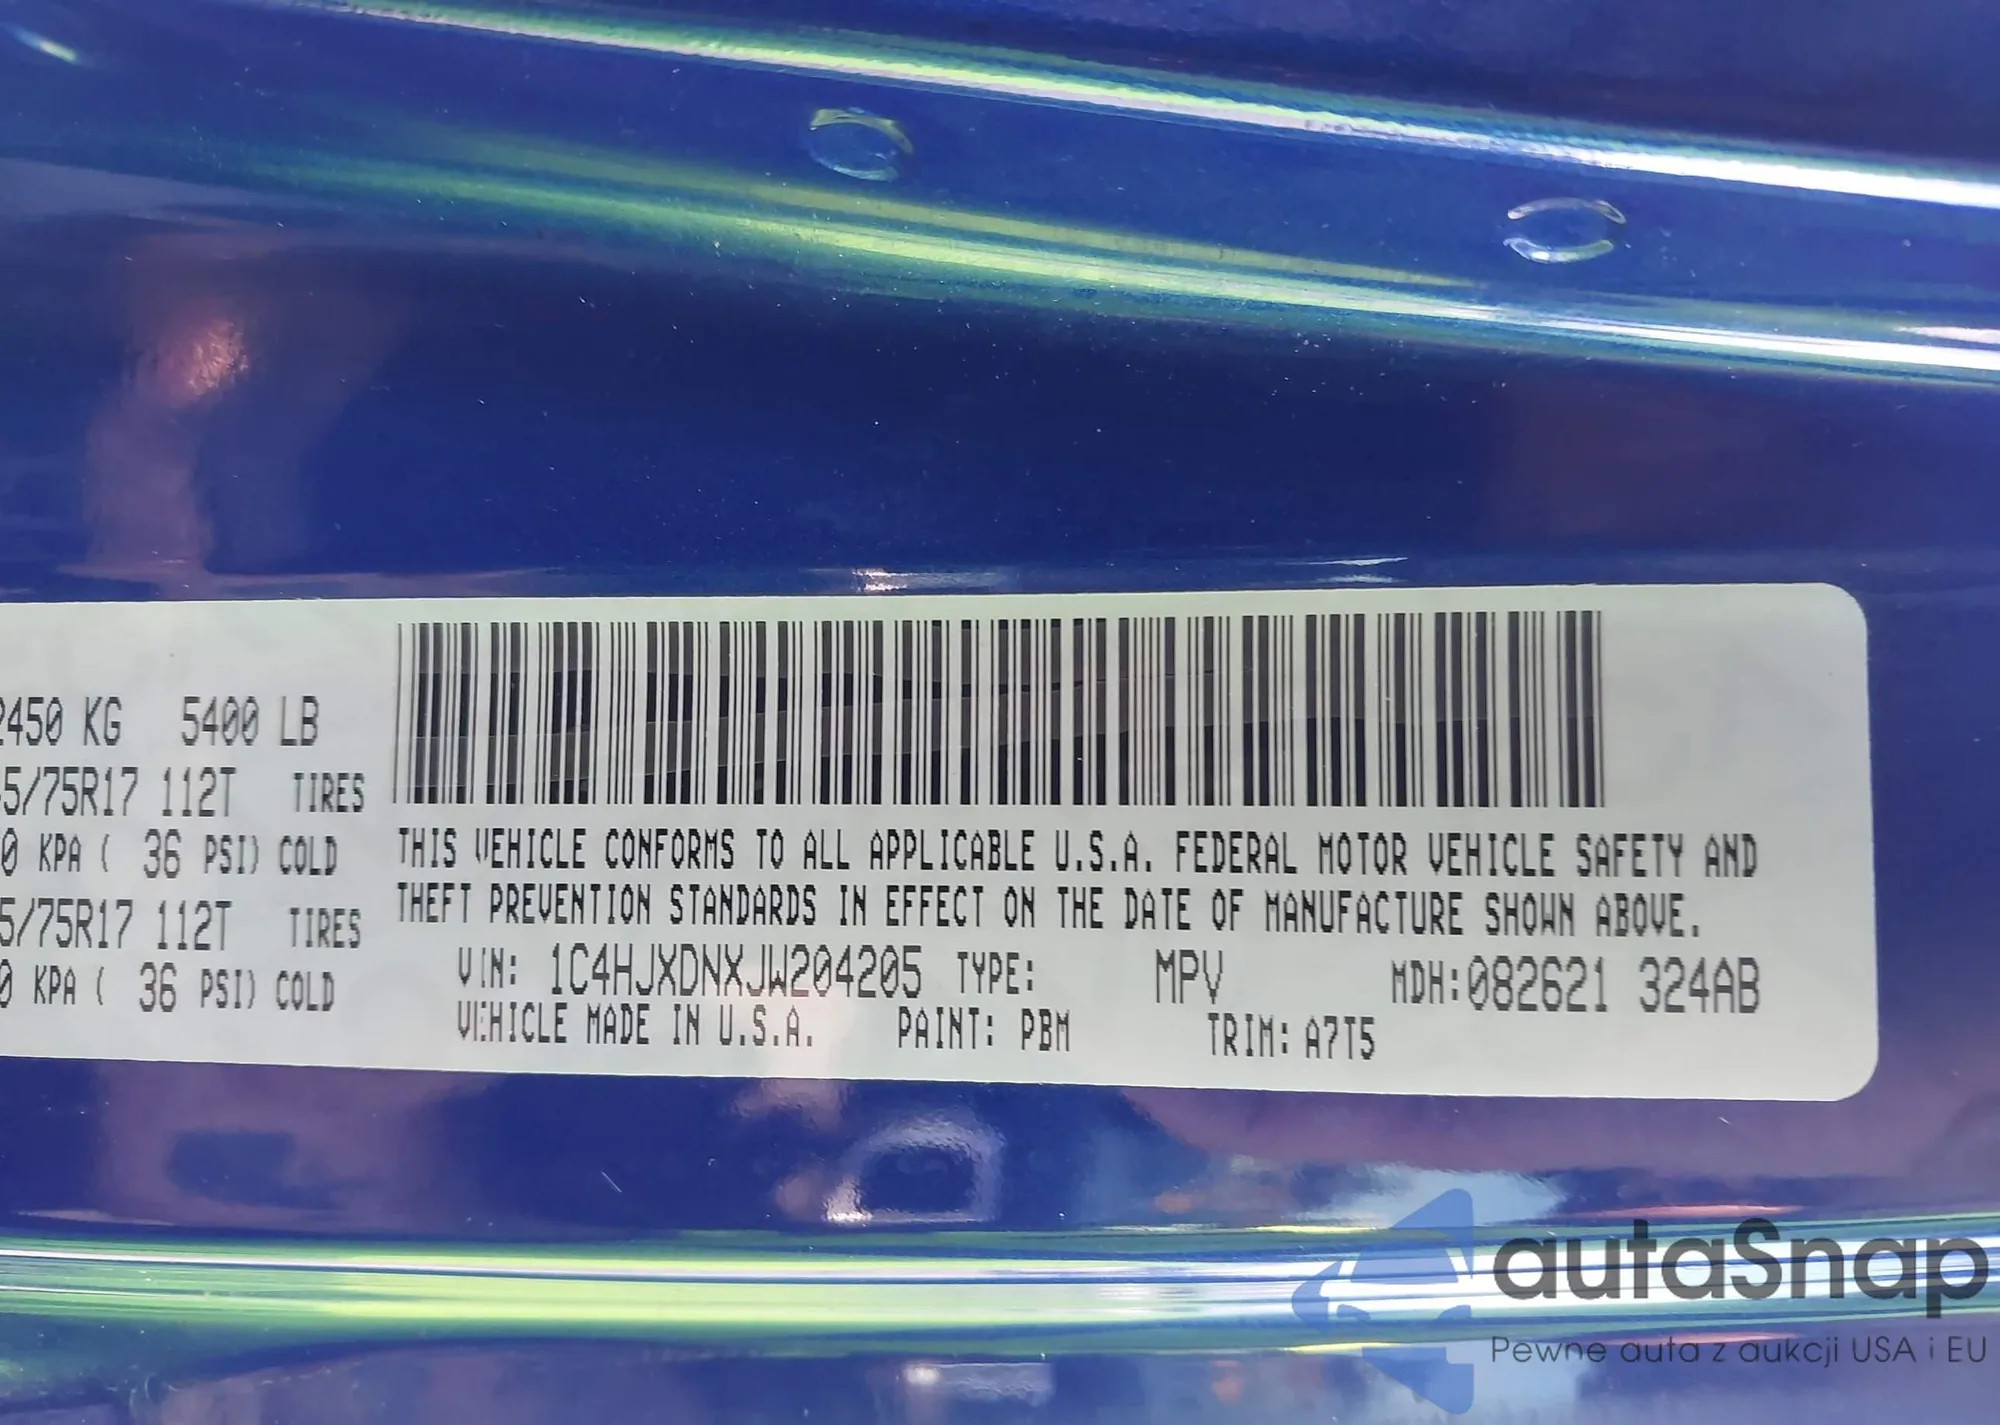 2450 KG 5400 LB
5/75R17 112T TIRES
0 KPA ( 36 PSI) COLD
5/75R17 112T TIRES
0 KPA ( 36 PSI) COLD
THIS VEHICLE CONFORMS TO ALL APPLICABLE U.S.A. FEDERAL MOTOR VEHICLE SAFETY AND
THEFT PREVENTION STANDARDS IN EFFECT ON THE DATE OF MANUFACTURE SHOWN ABOVE.
VIN: 1C4HJXDNXJW204205 TYPE: MPV MDH:082621 324AB
VEHICLE MADE IN U.S.A. PAINT: PBM TRIM: A7T5
autaSnap
Pewne auta z aukcji USA i EU